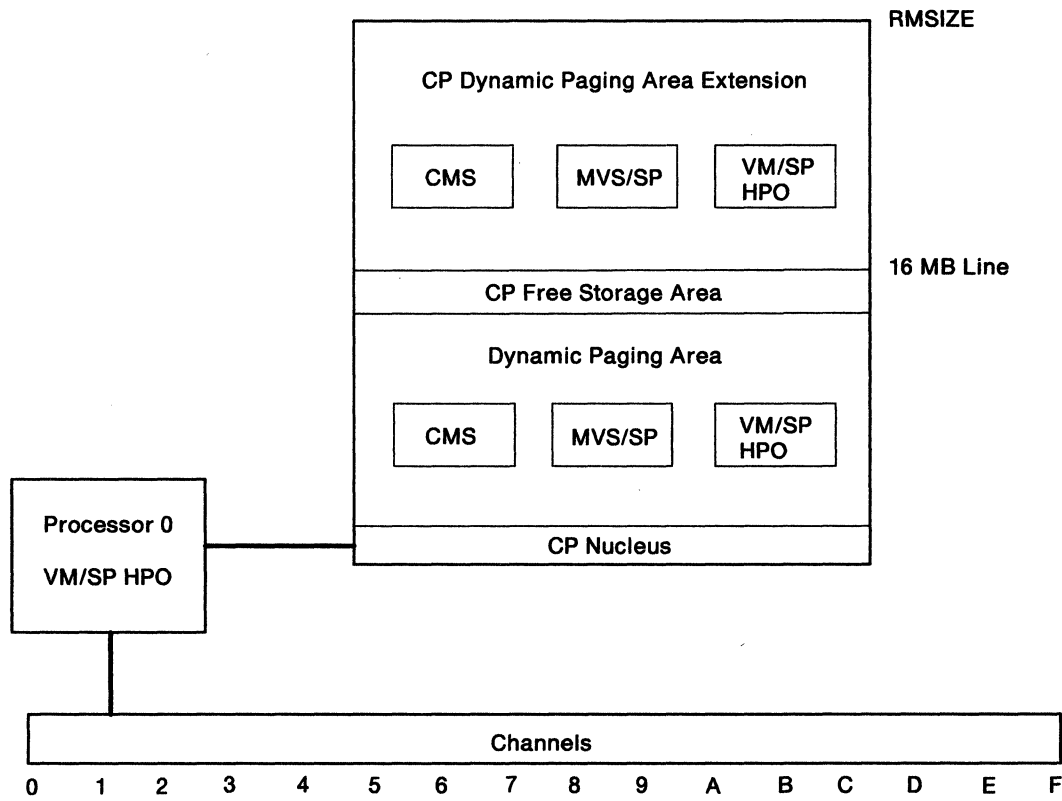 RMSIZE
CP Dynamic Paging Area Extension
CMS
MVS/SP
VM/SP
HPO
16 MB Line
CP Free Storage Area
Dynamic Paging Area
CMS
MVS/SP
VM/SP
HPO
Processor 0
VM/SP HPO
CP Nucleus
Channels
0 1 2 3 4 5 6 7 8 9 A B C D E F